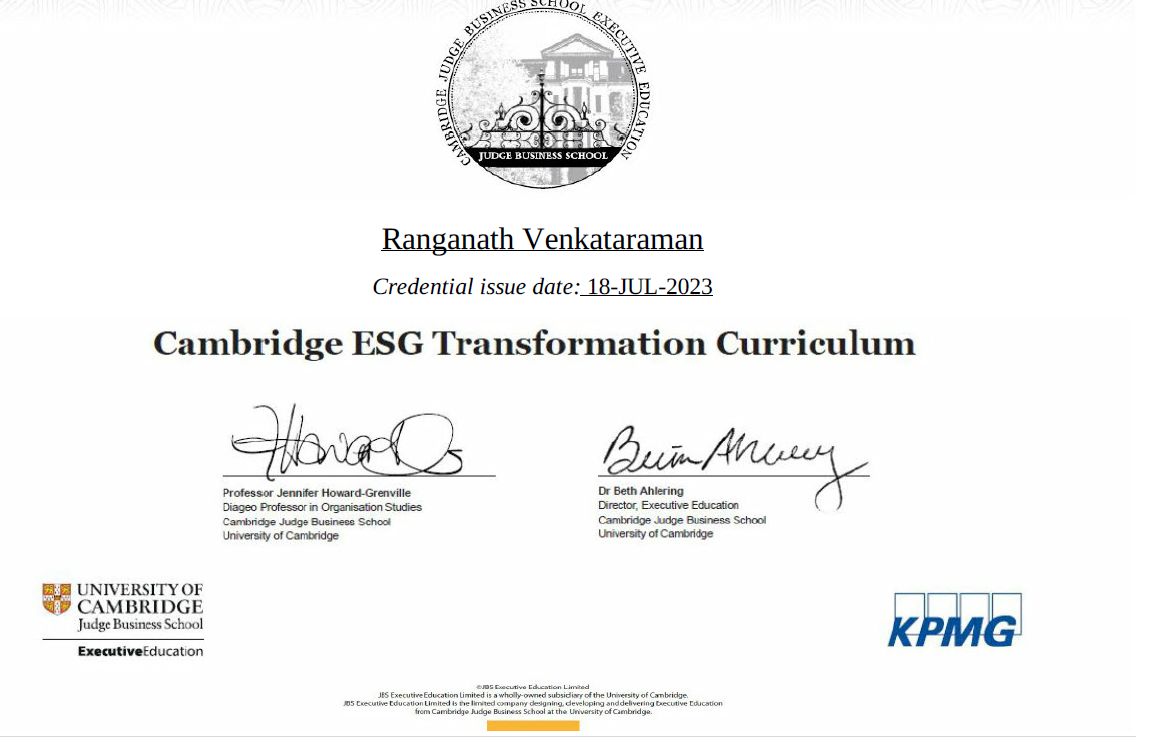 CAMBRIDGE JUDGE BUSINESS SCHOOL EXECUTIVE EDUCATION
JUDGE BUSINESS SCHOOL
Ranganath Venkataraman
Credential issue date: 18-JUL-2023
Cambridge ESG Transformation Curriculum
Professor Jennifer Howard-Grenville
Diageo Professor in Organisation Studies
Cambridge Judge Business School
University of Cambridge
Dr Beth Ahlering
Director, Executive Education
Cambridge Judge Business School
University of Cambridge
UNIVERSITY OF
CAMBRIDGE
Judge Business School
ExecutiveEducation
KPMG
©JBS Executive Education Limited
JBS Executive Education Limited is a wholly-owned subsidiary of the University of Cambridge.
JBS Executive Education Limited is the limited company designing, developing and delivering Executive Education
from Cambridge Judge Business School at the University of Cambridge.